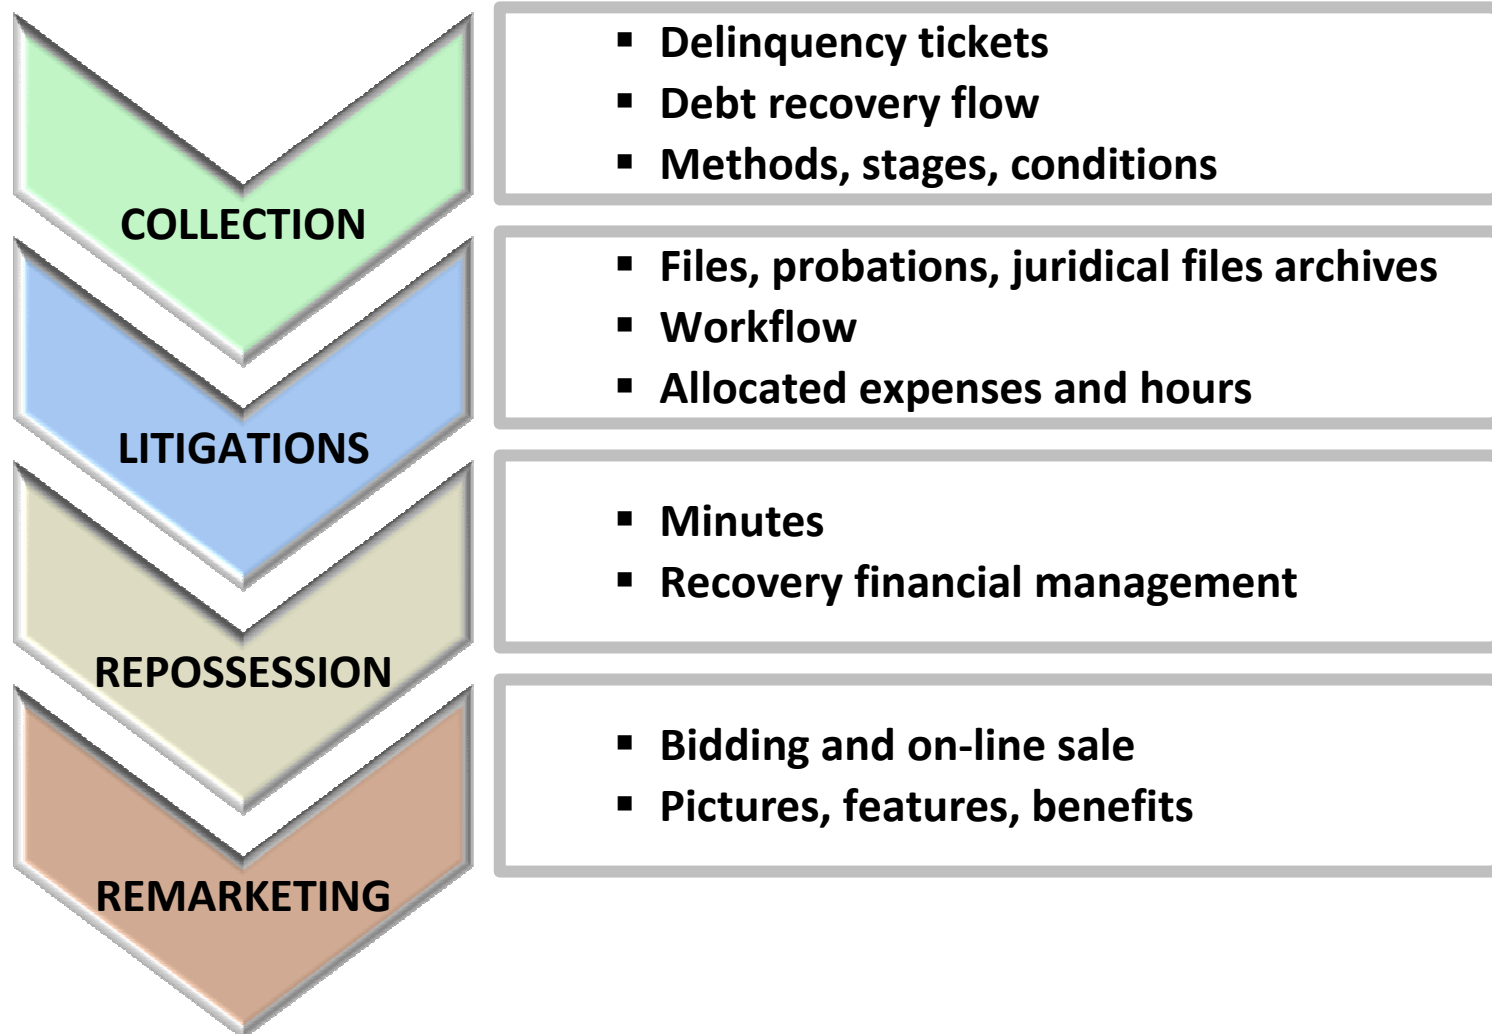 ▪ Delinquency tickets
▪ Debt recovery flow
▪ Methods, stages, conditions
COLLECTION
▪ Files, probations, juridical files archives
▪ Workflow
▪ Allocated expenses and hours
LITIGATIONS
▪ Minutes
▪ Recovery financial management
REPOSSESSION
▪ Bidding and on-line sale
▪ Pictures, features, benefits
REMARKETING